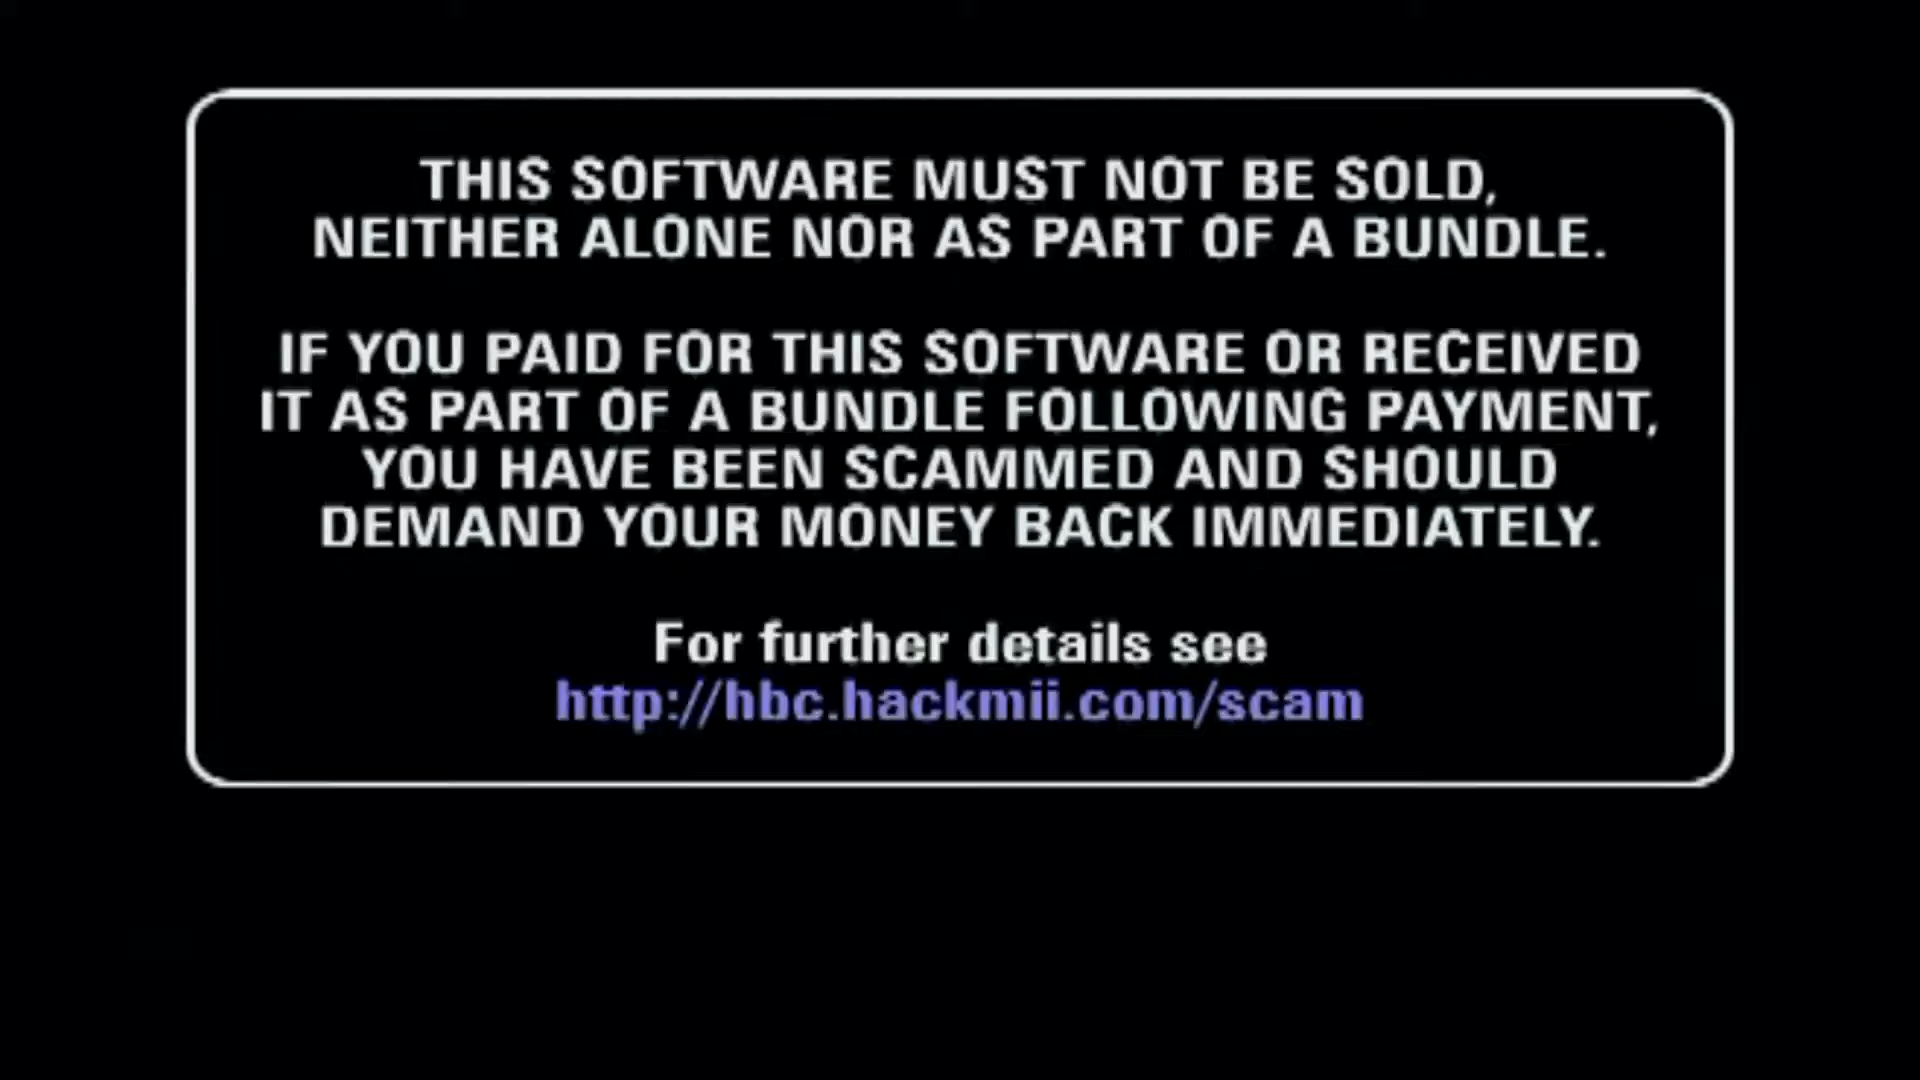 THIS SOFTWARE MUST NOT BE SOLD,
NEITHER ALONE NOR AS PART OF A BUNDLE.
IF YOU PAID FOR THIS SOFTWARE OR RECEIVED
IT AS PART OF A BUNDLE FOLLOWING PAYMENT,
YOU HAVE BEEN SCAMMED AND SHOULD
DEMAND YOUR MONEY BACK IMMEDIATELY.
For further details see
http://hbc.hackmii.com/scam